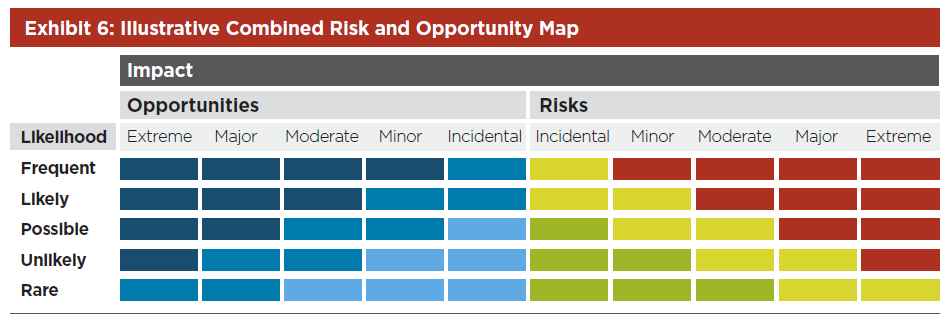 Exhibit 6: Illustrative Combined Risk and Opportunity Map
Impact
Opportunities Risks
Likelihood Extreme Major Moderate Minor Incidental Incidental Minor Moderate Major Extreme
Frequent
Likely
Possible
Unlikely
Rare